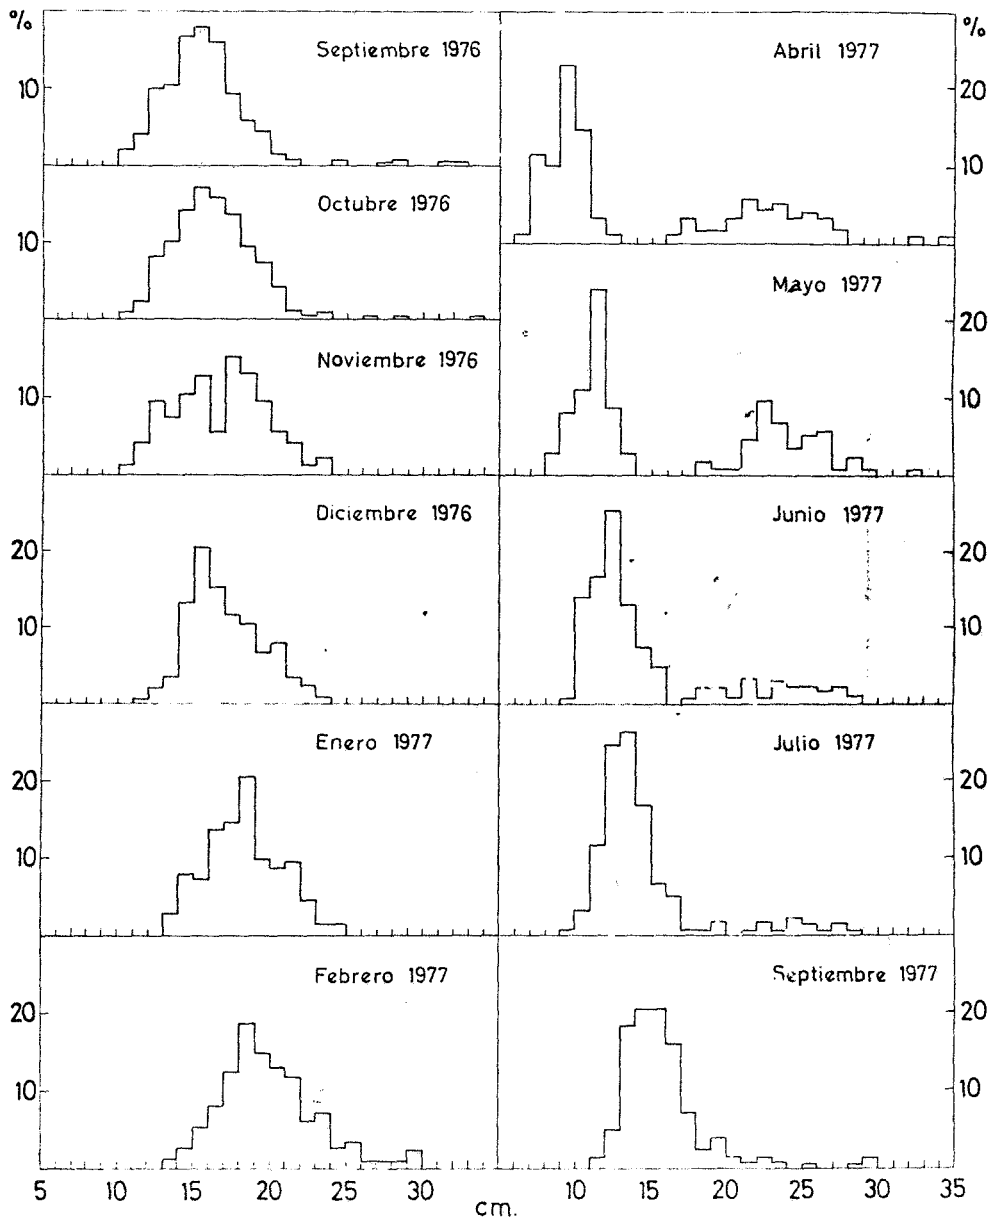 %
Septiembre 1976
10
Octubre 1976
10
Noviembre 1976
10
Diciembre 1976
20
10
Enero 1977
20
10
Febrero 1977
20
10
5 10 15 20 25 30
%
Abril 1977
20
10
Mayo 1977
20
10
Junio 1977
20
10
Julio 1977
20
10
Septiembre 1977
20
10
10 15 20 25 30 35
cm.